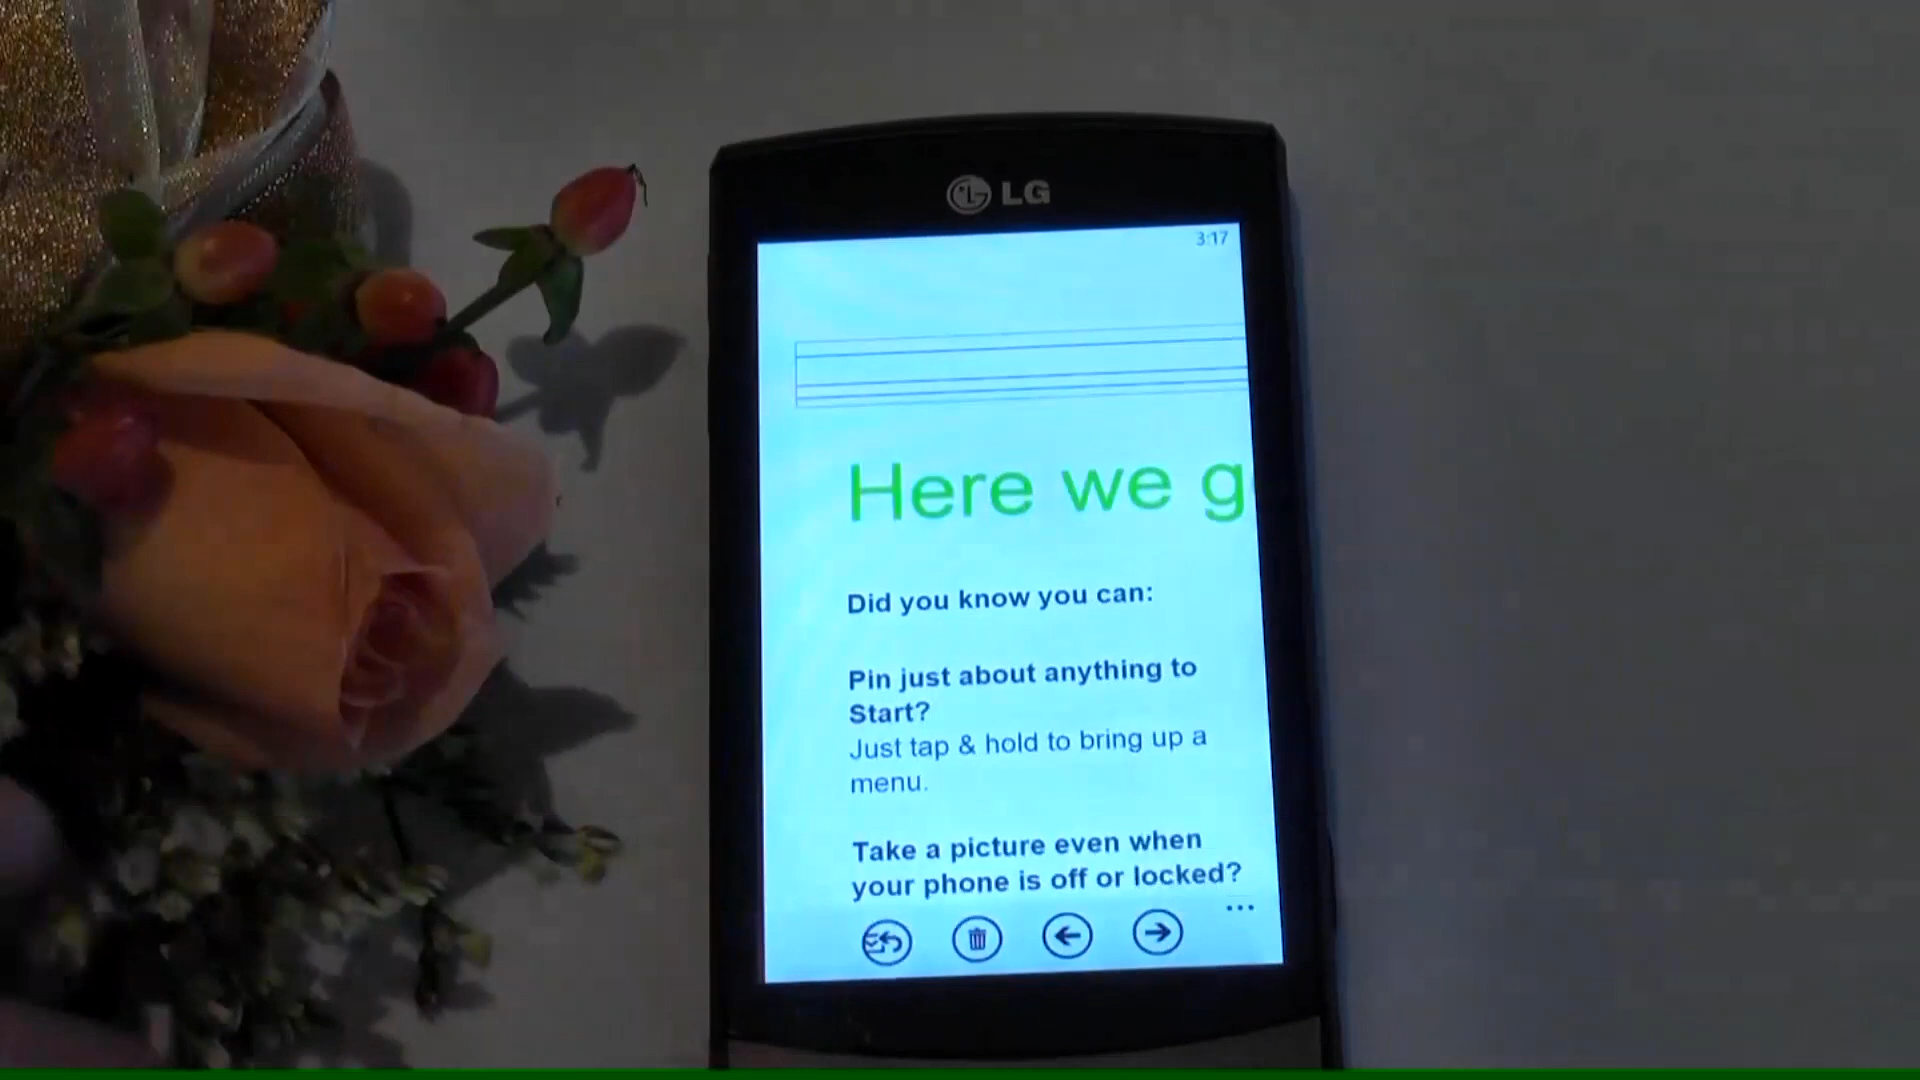 LG
3:17
Here we g
Did you know you can:
Pin just about anything to
Start?
Just tap & hold to bring up a
menu.
Take a picture even when
your phone is off or locked?